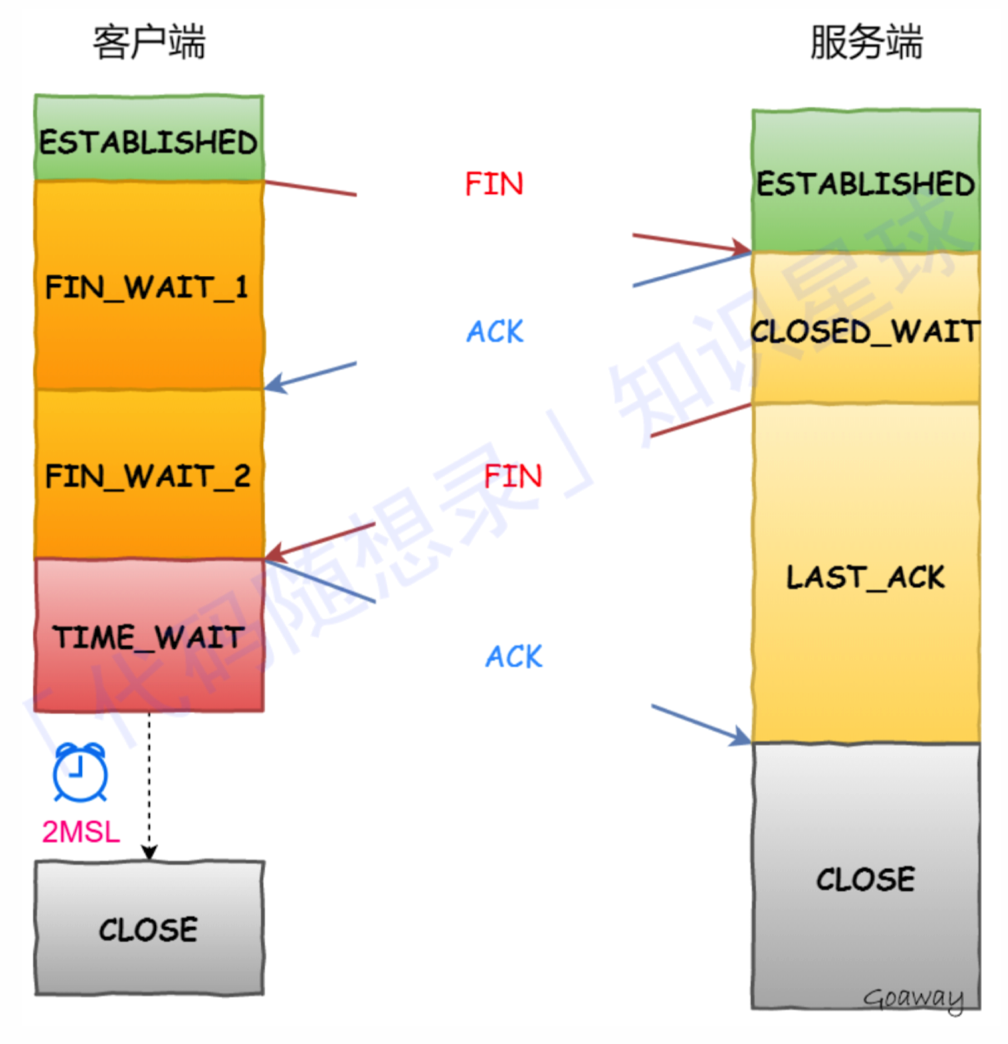 客户端
服务端
ESTABLISHED
ESTABLISHED
FIN
FIN_WAIT_1
CLOSED_WAIT
ACK
FIN_WAIT_2
FIN
LAST_ACK
TIME_WAIT
ACK
2MSL
CLOSE
CLOSE
Goaway
「代码随想录」知识星球